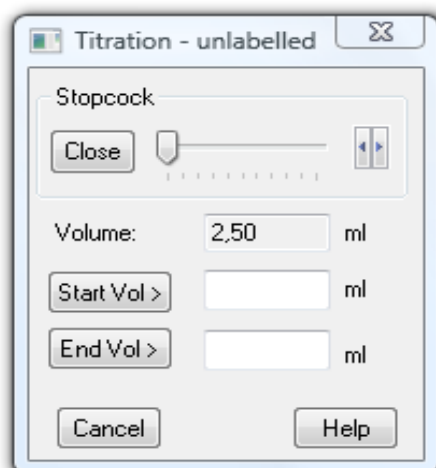 Titration - unlabelled
Stopcock
Close
Volume: 2,50 ml
Start Vol > ml
End Vol > ml
Cancel Help